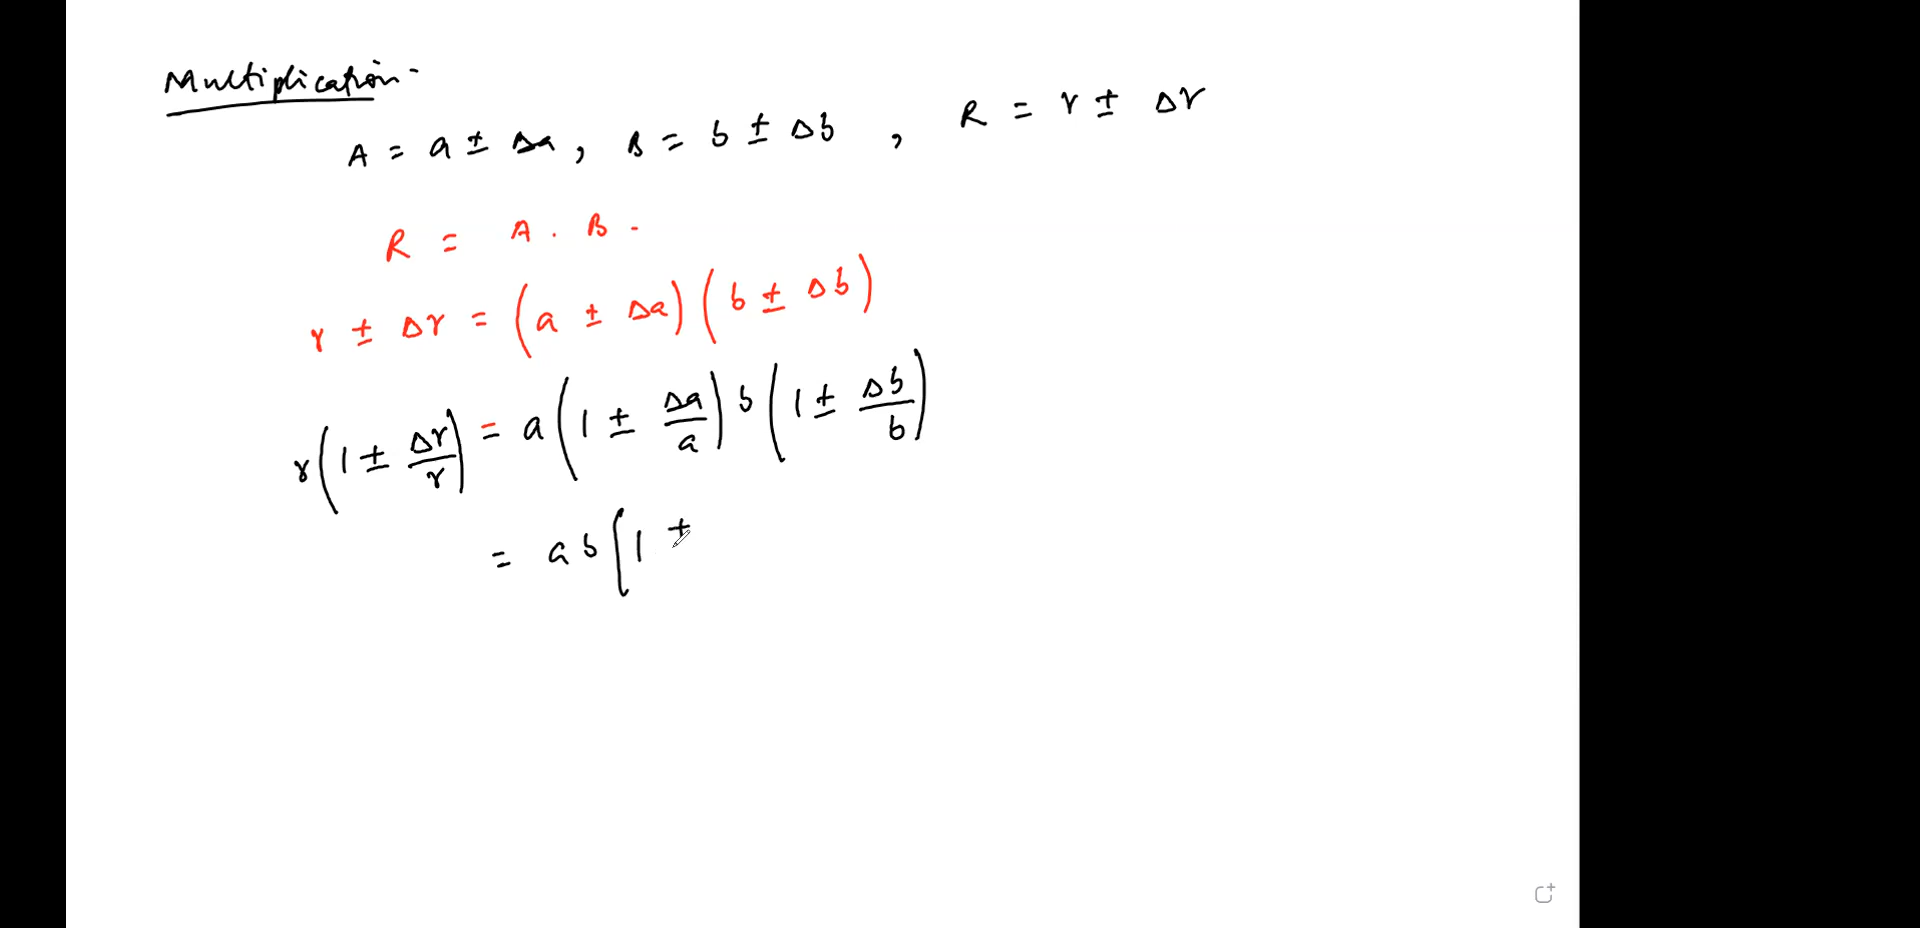 Multiplication -
A = a ± Δa, B = b ± Δb , R = r ± Δr
R = A . B .
r ± Δr = (a ± Δa)(b ± Δb)
r(1 ± Δr/r) = a(1 ± Δa/a) b(1 ± Δb/b)
= ab[1 ±